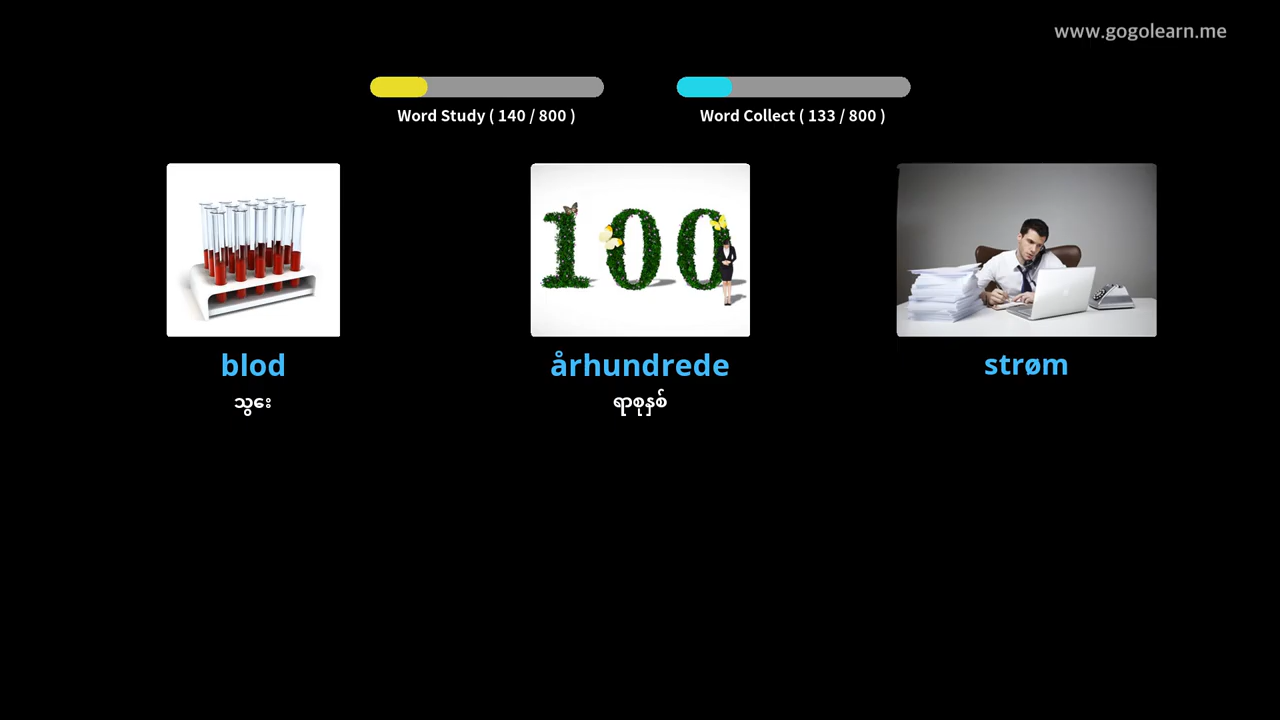 www.gogolearn.me
Word Study ( 140 / 800 )
Word Collect ( 133 / 800 )
100
blod
århundrede
strøm
သွေး
ရာစုနှစ်